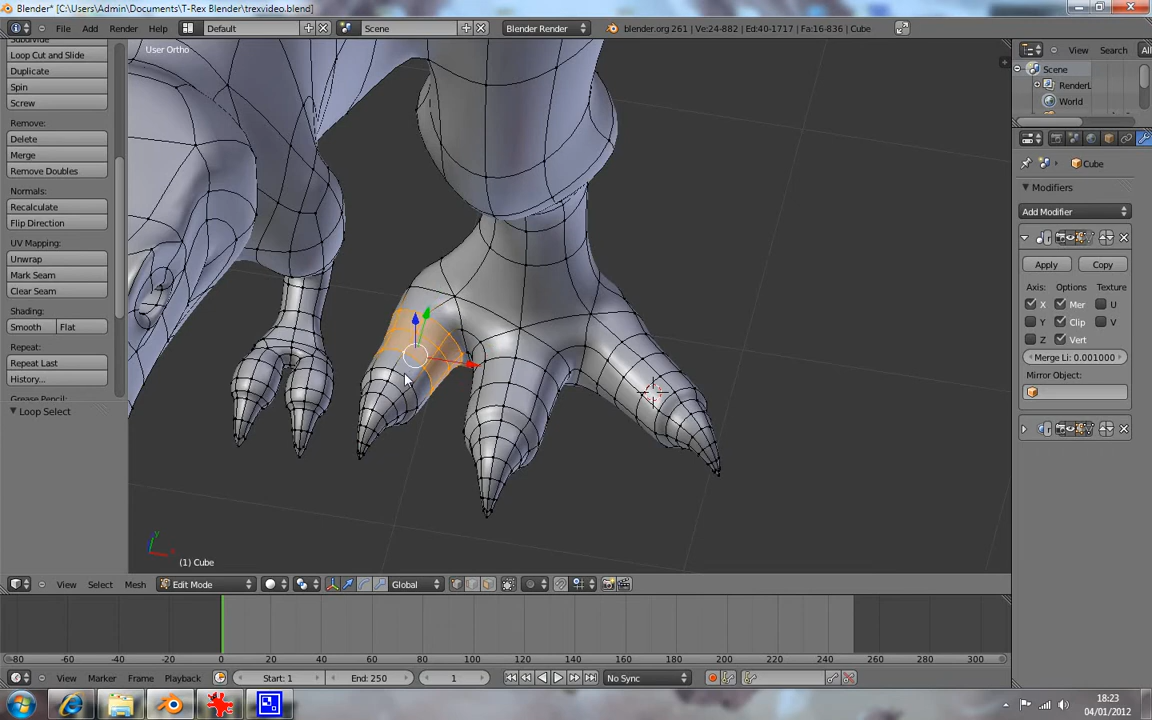 Blender* [C:\Users\Admin\Documents\T-Rex Blender\trexvideo.blend]
File Add Render Help Default Scene Blender Render blender.org 261 | Ve:24-882 | Ed:40-1717 | Fa:16-836 | Cube
User Ortho
View Search All
Loop Cut and Slide
Duplicate
Spin
Screw
Remove:
Delete
Merge
Remove Doubles
Normals:
Recalculate
Flip Direction
UV Mapping:
Unwrap
Mark Seam
Clear Seam
Shading:
Smooth Flat
Repeat:
Repeat Last
History...
Loop Select
Scene
RenderL
World
Cube
Modifiers
Add Modifier
Apply Copy
Axis: Options Texture
X Mer U
Y Clip V
Z Vert
Merge Li: 0.001000
Mirror Object:
y
x
(1) Cube
View Select Mesh Edit Mode Global
-80 -60 -40 -20 0 20 40 60 80 100 120 140 160 180 200 220 240 260 280 300
View Marker Frame Playback Start: 1 End: 250 1 No Sync
18:23
04/01/2012